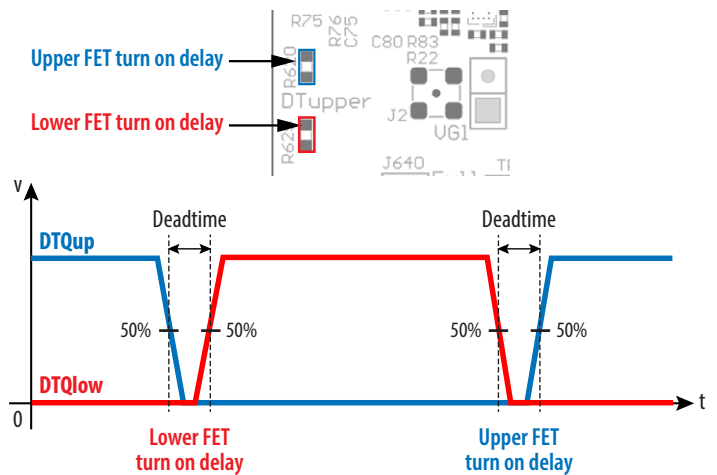 R75
R76
C75
C80 R83
R22
Upper FET turn on delay
DTupper
Lower FET turn on delay
J2
VG1
R62
J640
v
Deadtime
Deadtime
DTQup
50%
50%
50%
50%
DTQlow
0
t
Lower FET
turn on delay
Upper FET
turn on delay